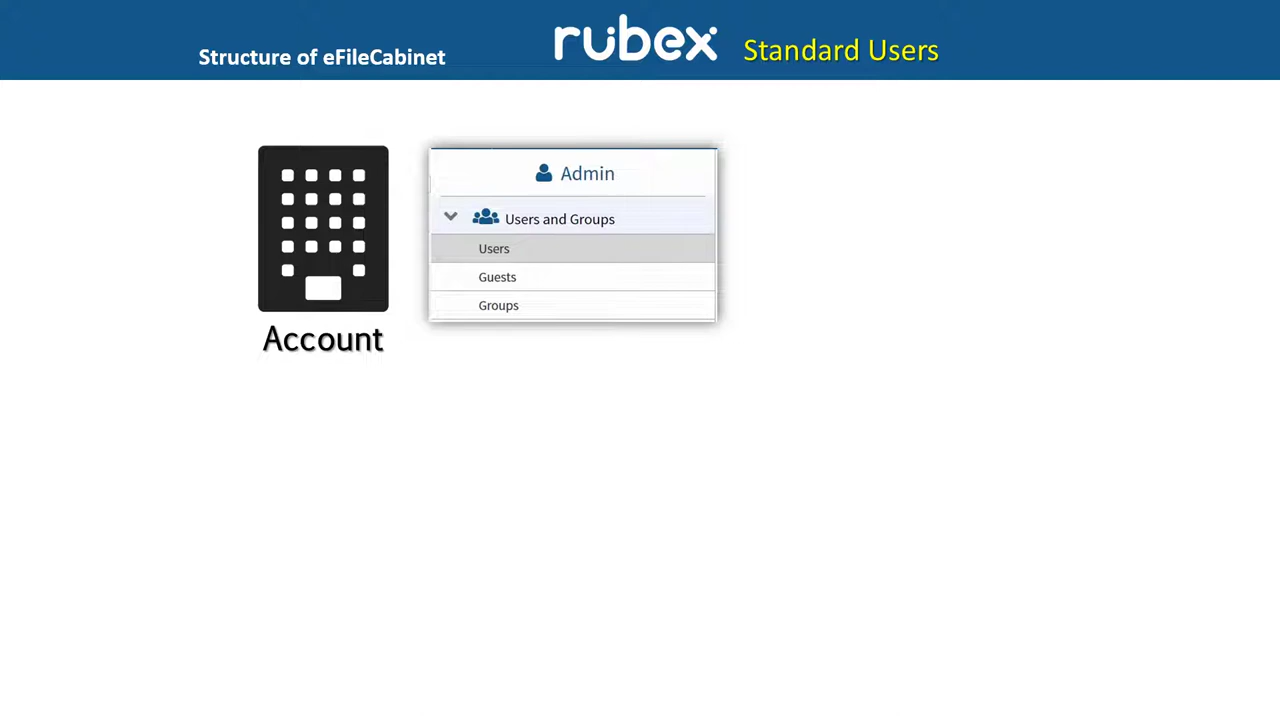 Structure of eFileCabinet
rubex
Standard Users
Admin
Users and Groups
Users
Guests
Groups
Account